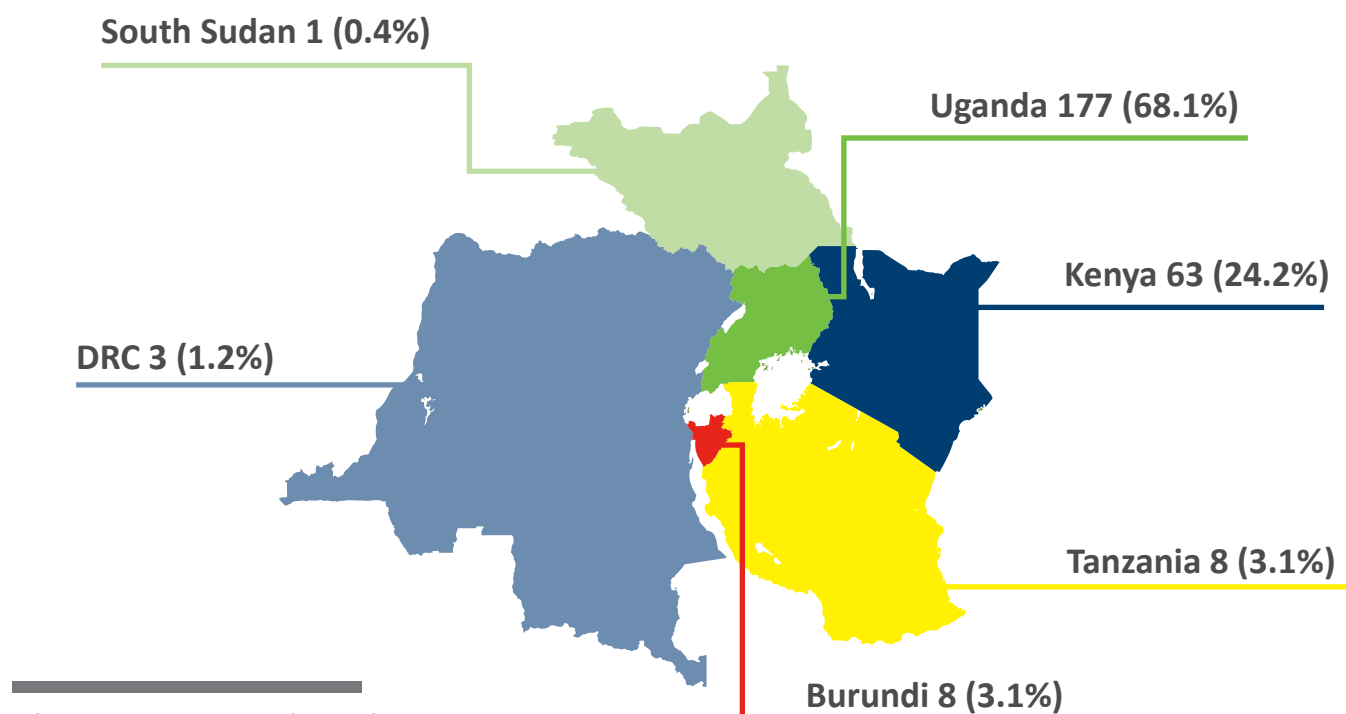 South Sudan 1 (0.4%)
Uganda 177 (68.1%)
Kenya 63 (24.2%)
DRC 3 (1.2%)
Tanzania 8 (3.1%)
Burundi 8 (3.1%)